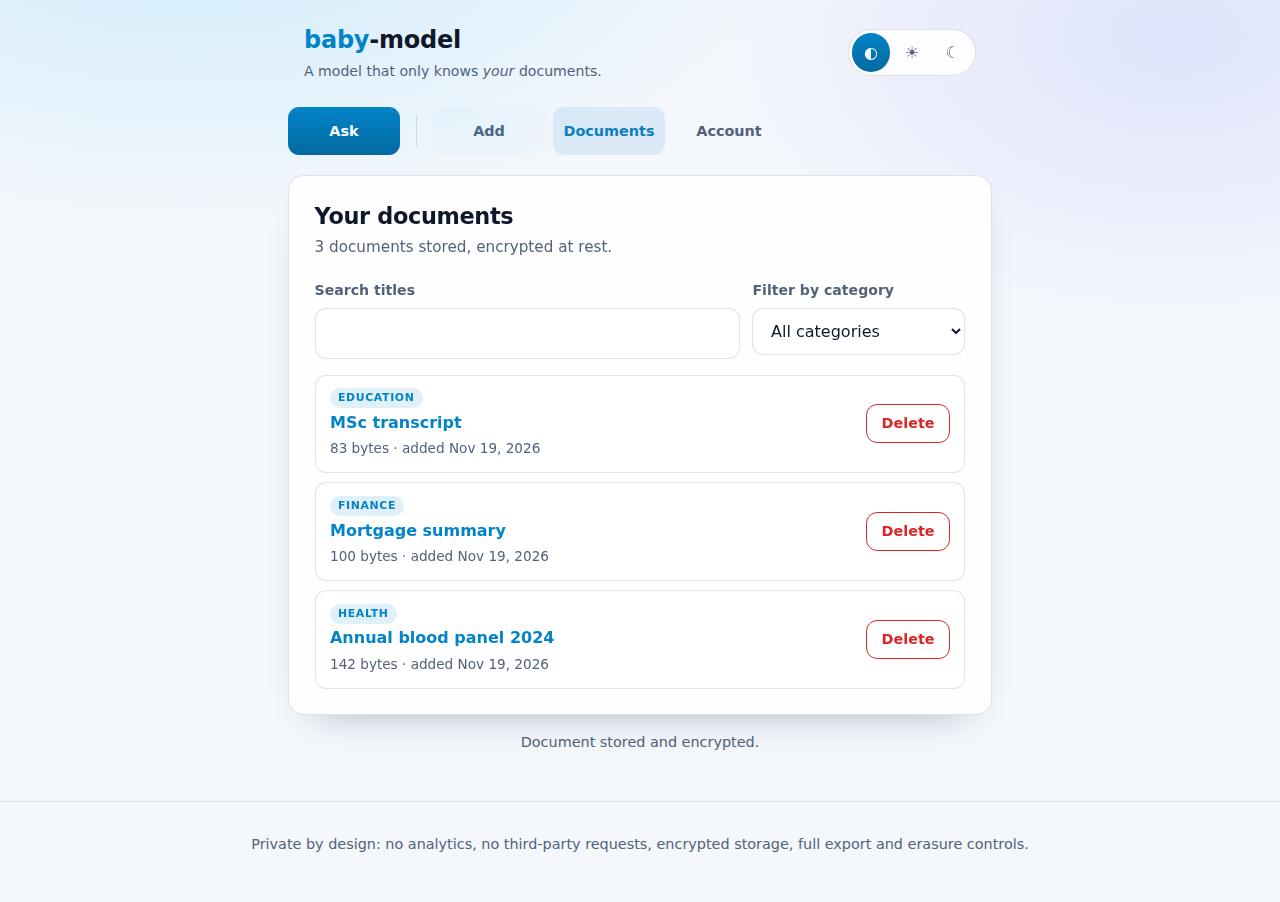 baby-model
A model that only knows your documents.
Ask
Add
Documents
Account
Your documents
3 documents stored, encrypted at rest.
Search titles
Filter by category
All categories
EDUCATION
MSc transcript
83 bytes · added Nov 19, 2026
Delete
FINANCE
Mortgage summary
100 bytes · added Nov 19, 2026
Delete
HEALTH
Annual blood panel 2024
142 bytes · added Nov 19, 2026
Delete
Document stored and encrypted.
Private by design: no analytics, no third-party requests, encrypted storage, full export and erasure controls.